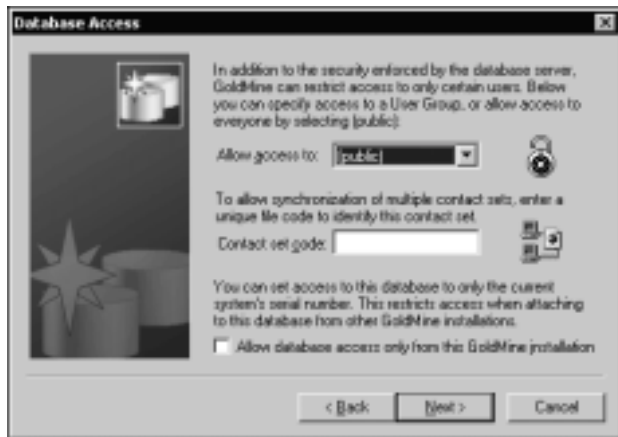 Database Access
In addition to the security enforced by the database server,
GoldMine can restrict access to only certain users. Below
you can specify access to a User Group, or allow access to
everyone by selecting (public):
Allow access to: (public)
To allow synchronization of multiple contact sets, enter a
unique file code to identify this contact set.
Contact set code:
You can set access to this database to only the current
system's serial number. This restricts access when attaching
to this database from other GoldMine installations.
Allow database access only from this GoldMine installation
< Back Next > Cancel